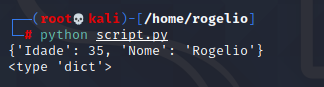 ┌──(root💀kali)-[/home/rogelio]
└─# python script.py
{'Idade': 35, 'Nome': 'Rogelio'}
<type 'dict'>